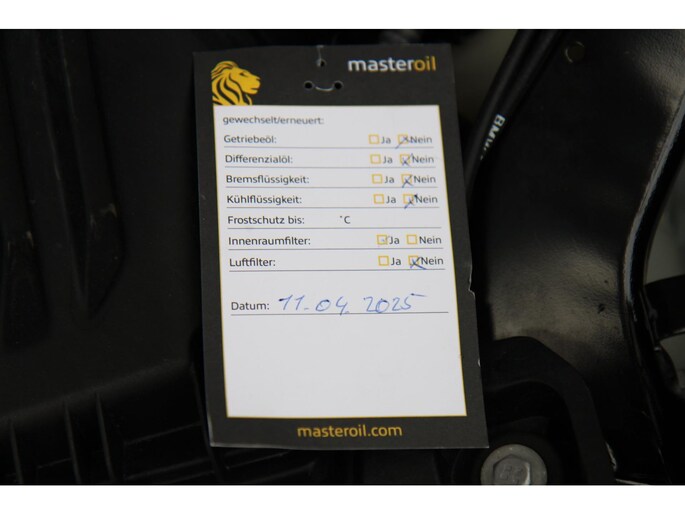 masteroil
gewechselt/erneuert:
Getriebeöl: Ja Nein
Differenzialöl: Ja Nein
Bremsflüssigkeit: Ja Nein
Kühlflüssigkeit: Ja Nein
Frostschutz bis: °C
Innenraumfilter: Ja Nein
Luftfilter: Ja Nein
Datum: 11.04.2025
masteroil.com